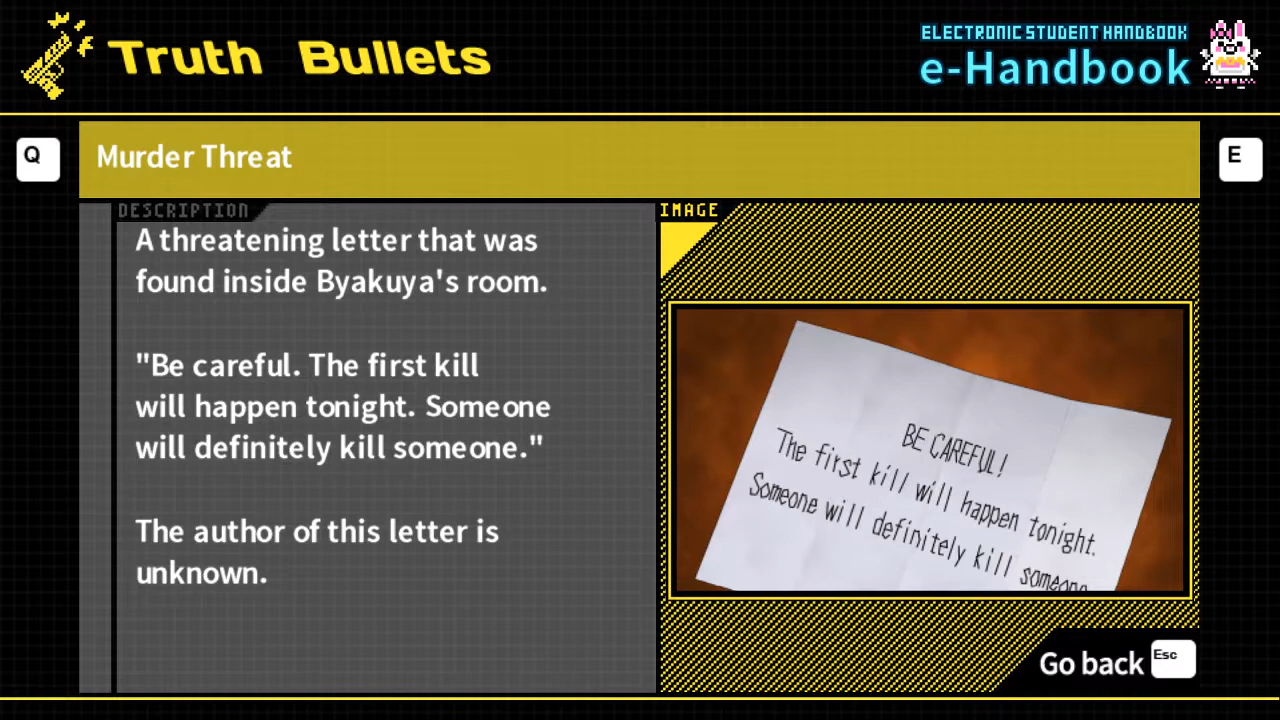 Truth Bullets
ELECTRONIC STUDENT HANDBOOK
e-Handbook
Q
Murder Threat
E
DESCRIPTION
A threatening letter that was
found inside Byakuya's room.
"Be careful. The first kill
will happen tonight. Someone
will definitely kill someone."
The author of this letter is
unknown.
IMAGE
BE CAREFUL!
The first kill will happen tonight.
Someone will definitely kill someone
Go back Esc